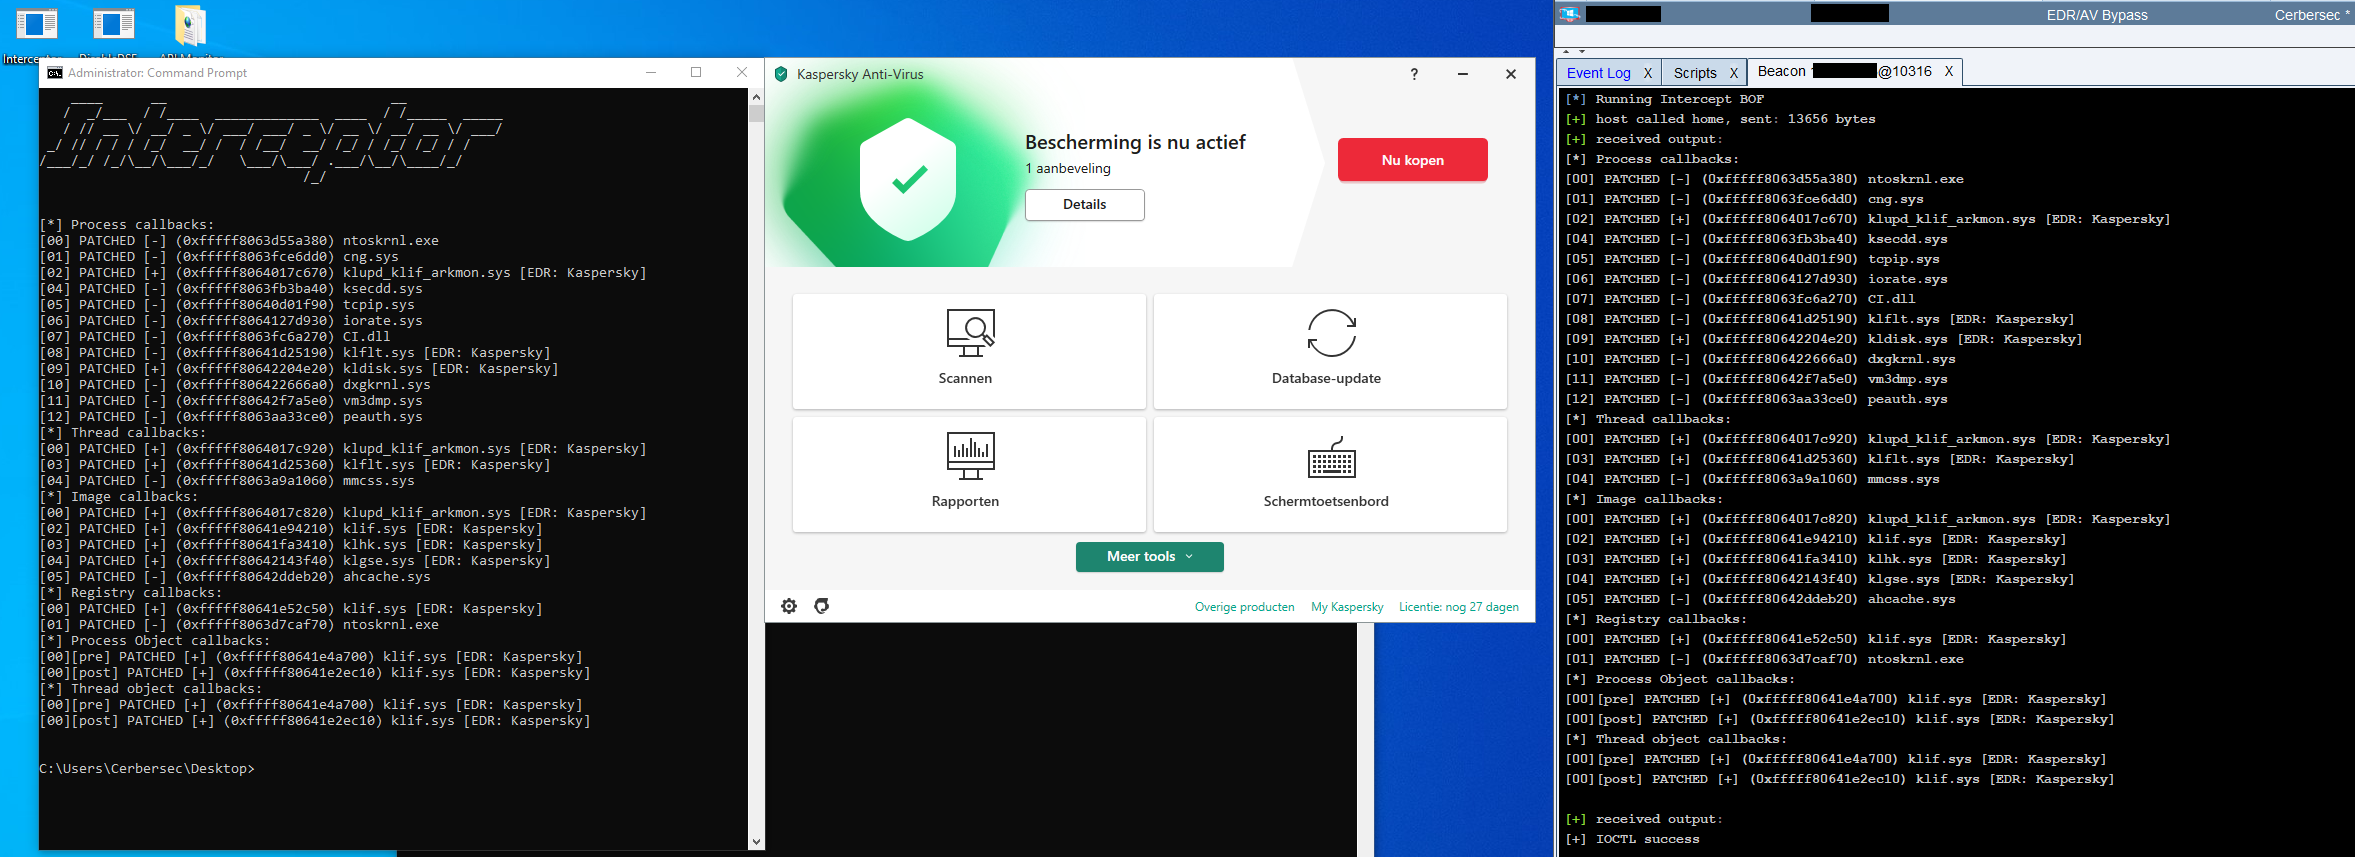 Administrator: Command Prompt
Interceptor
[*] Process callbacks:
[00] PATCHED [-] (0xfffff8063d55a380) ntoskrnl.exe
[01] PATCHED [-] (0xfffff8063fce6dd0) cng.sys
[02] PATCHED [+] (0xfffff8064017c670) klupd_klif_arkmon.sys [EDR: Kaspersky]
[04] PATCHED [-] (0xfffff8063fb3ba40) ksecdd.sys
[05] PATCHED [-] (0xfffff80640d01f90) tcpip.sys
[06] PATCHED [-] (0xfffff8064127d930) iorate.sys
[07] PATCHED [-] (0xfffff8063fc6a270) CI.dll
[08] PATCHED [-] (0xfffff80641d25190) klflt.sys [EDR: Kaspersky]
[09] PATCHED [+] (0xfffff80642204e20) kldisk.sys [EDR: Kaspersky]
[10] PATCHED [-] (0xfffff806422666a0) dxgkrnl.sys
[11] PATCHED [-] (0xfffff80642f7a5e0) vm3dmp.sys
[12] PATCHED [-] (0xfffff8063aa33ce0) peauth.sys
[*] Thread callbacks:
[00] PATCHED [+] (0xfffff8064017c920) klupd_klif_arkmon.sys [EDR: Kaspersky]
[03] PATCHED [+] (0xfffff80641d25360) klflt.sys [EDR: Kaspersky]
[04] PATCHED [-] (0xfffff8063a9a1060) mmcss.sys
[*] Image callbacks:
[00] PATCHED [+] (0xfffff8064017c820) klupd_klif_arkmon.sys [EDR: Kaspersky]
[02] PATCHED [+] (0xfffff80641e94210) klif.sys [EDR: Kaspersky]
[03] PATCHED [+] (0xfffff80641fa3410) klhk.sys [EDR: Kaspersky]
[04] PATCHED [+] (0xfffff80642143f40) klgse.sys [EDR: Kaspersky]
[05] PATCHED [-] (0xfffff80642ddeb20) ahcache.sys
[*] Registry callbacks:
[00] PATCHED [+] (0xfffff80641e52c50) klif.sys [EDR: Kaspersky]
[01] PATCHED [-] (0xfffff8063d7caf70) ntoskrnl.exe
[*] Process Object callbacks:
[00][pre] PATCHED [+] (0xfffff80641e4a700) klif.sys [EDR: Kaspersky]
[00][post] PATCHED [+] (0xfffff80641e2ec10) klif.sys [EDR: Kaspersky]
[*] Thread object callbacks:
[00][pre] PATCHED [+] (0xfffff80641e4a700) klif.sys [EDR: Kaspersky]
[00][post] PATCHED [+] (0xfffff80641e2ec10) klif.sys [EDR: Kaspersky]
C:\Users\Cerbersec\Desktop>
Kaspersky Anti-Virus
Bescherming is nu actief
1 aanbeveling
Details
Nu kopen
Scannen
Database-update
Rapporten
Schermtoetsenbord
Meer tools
Overige producten My Kaspersky Licentie: nog 27 dagen
EDR/AV Bypass Cerbersec *
Event Log X Scripts X Beacon @10316 X
[*] Running Intercept BOF
[+] host called home, sent: 13656 bytes
[+] received output:
[*] Process callbacks:
[00] PATCHED [-] (0xfffff8063d55a380) ntoskrnl.exe
[01] PATCHED [-] (0xfffff8063fce6dd0) cng.sys
[02] PATCHED [+] (0xfffff8064017c670) klupd_klif_arkmon.sys [EDR: Kaspersky]
[04] PATCHED [-] (0xfffff8063fb3ba40) ksecdd.sys
[05] PATCHED [-] (0xfffff80640d01f90) tcpip.sys
[06] PATCHED [-] (0xfffff8064127d930) iorate.sys
[07] PATCHED [-] (0xfffff8063fc6a270) CI.dll
[08] PATCHED [-] (0xfffff80641d25190) klflt.sys [EDR: Kaspersky]
[09] PATCHED [+] (0xfffff80642204e20) kldisk.sys [EDR: Kaspersky]
[10] PATCHED [-] (0xfffff806422666a0) dxgkrnl.sys
[11] PATCHED [-] (0xfffff80642f7a5e0) vm3dmp.sys
[12] PATCHED [-] (0xfffff8063aa33ce0) peauth.sys
[*] Thread callbacks:
[00] PATCHED [+] (0xfffff8064017c920) klupd_klif_arkmon.sys [EDR: Kaspersky]
[03] PATCHED [+] (0xfffff80641d25360) klflt.sys [EDR: Kaspersky]
[04] PATCHED [-] (0xfffff8063a9a1060) mmcss.sys
[*] Image callbacks:
[00] PATCHED [+] (0xfffff8064017c820) klupd_klif_arkmon.sys [EDR: Kaspersky]
[02] PATCHED [+] (0xfffff80641e94210) klif.sys [EDR: Kaspersky]
[03] PATCHED [+] (0xfffff80641fa3410) klhk.sys [EDR: Kaspersky]
[04] PATCHED [+] (0xfffff80642143f40) klgse.sys [EDR: Kaspersky]
[05] PATCHED [-] (0xfffff80642ddeb20) ahcache.sys
[*] Registry callbacks:
[00] PATCHED [+] (0xfffff80641e52c50) klif.sys [EDR: Kaspersky]
[01] PATCHED [-] (0xfffff8063d7caf70) ntoskrnl.exe
[*] Process Object callbacks:
[00][pre] PATCHED [+] (0xfffff80641e4a700) klif.sys [EDR: Kaspersky]
[00][post] PATCHED [+] (0xfffff80641e2ec10) klif.sys [EDR: Kaspersky]
[*] Thread object callbacks:
[00][pre] PATCHED [+] (0xfffff80641e4a700) klif.sys [EDR: Kaspersky]
[00][post] PATCHED [+] (0xfffff80641e2ec10) klif.sys [EDR: Kaspersky]
[+] received output:
[+] IOCTL success